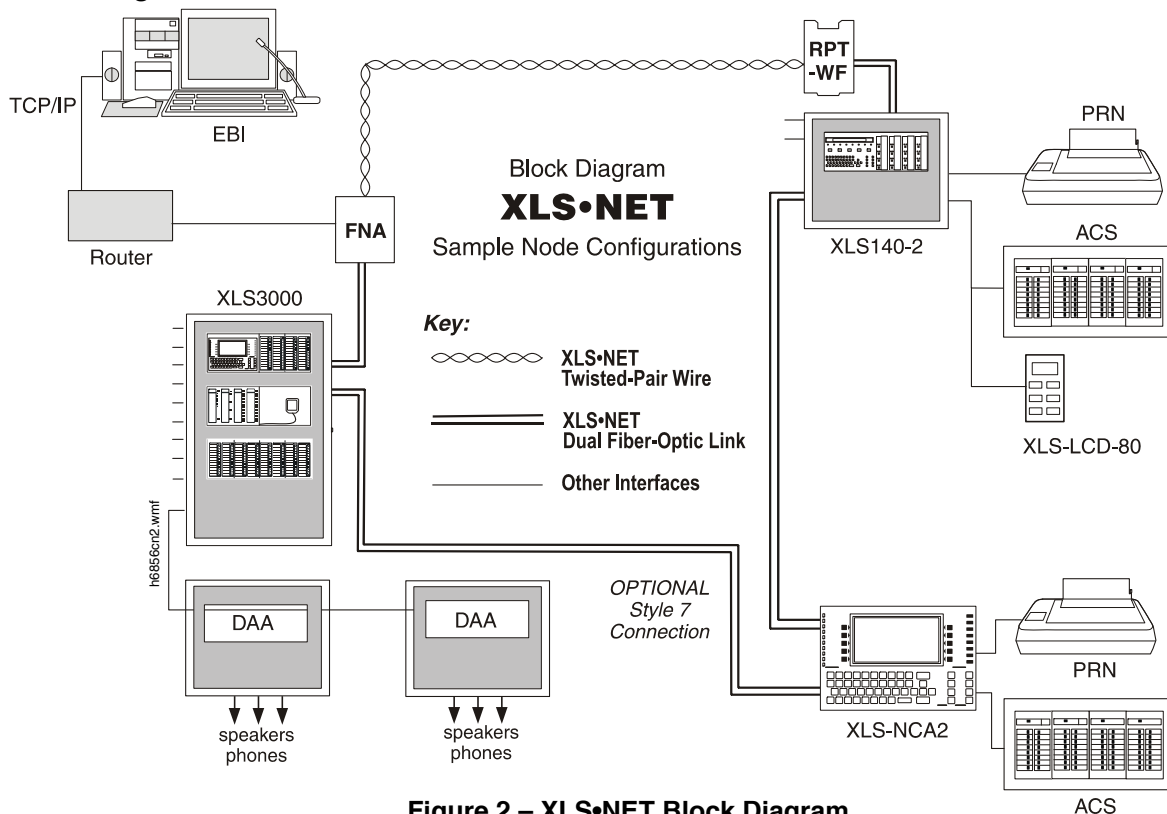 TCP/IP
EBI
RPT
-WF
PRN
Block Diagram
XLS•NET
Sample Node Configurations
FNA
Router
XLS140-2
ACS
XLS3000
Key:
XLS•NET
Twisted-Pair Wire
XLS•NET
Dual Fiber-Optic Link
Other Interfaces
XLS-LCD-80
h6856cn2.wmf
OPTIONAL
Style 7
Connection
DAA
DAA
speakers
phones
speakers
phones
XLS-NCA2
PRN
ACS
Figure 2 – XLS•NET Block Diagram